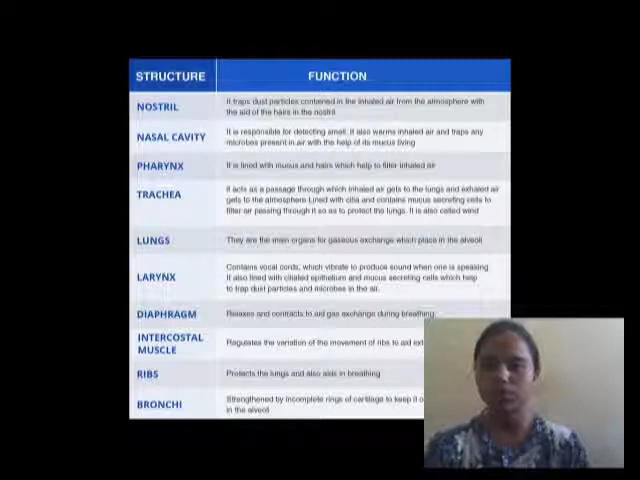 STRUCTURE FUNCTION
NOSTRIL It traps dust particles contained in the inhaled air from the atmosphere with
the aid of the hairs in the nostril
NASAL CAVITY It is responsible for detecting smell. It also warms inhaled air and traps any
microbes present in air with the help of its mucus living
PHARYNX It is lined with mucus and hairs which help to filter inhaled air
TRACHEA It acts as a passage through which inhaled air gets to the lungs and exhaled air
gets to the atmosphere Lined with cilia and contains mucus secreting cells to
filter air passing through it so as to protect the lungs. It is also called wind
LUNGS They are the main organs for gaseous exchange which place in the alveoli
LARYNX Contains vocal cords, which vibrate to produce sound when one is speaking
It also lined with ciliated epithelium and mucus secreting cells which help
to trap dust particles and microbes in the air.
DIAPHRAGM Relaxes and contracts to aid gas exchange during breathing.
INTERCOSTAL
MUSCLE Regulates the variation of the movement of ribs to aid
RIBS Protects the lungs and also aids in breathing
BRONCHI Strengthened by incomplete rings of cartilage to keep it
in the alveoli